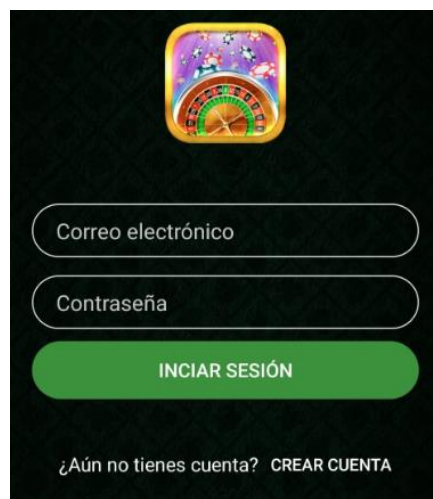 Correo electrónico
Contraseña
INCIAR SESIÓN
¿Aún no tienes cuenta? CREAR CUENTA